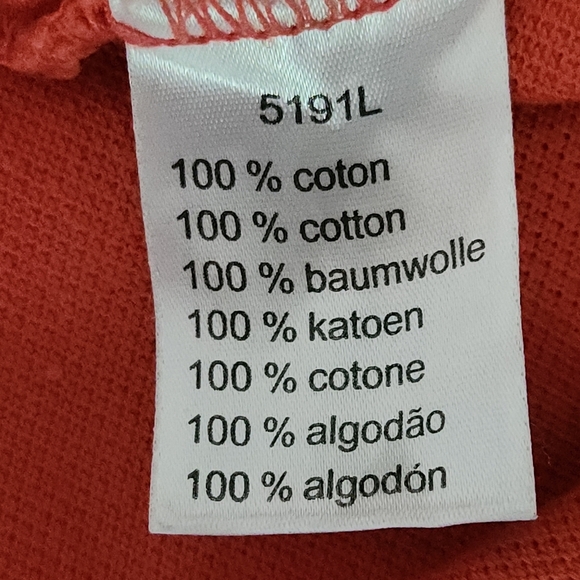 5191L
100 % coton
100 % cotton
100 % baumwolle
100 % katoen
100 % cotone
100 % algodão
100 % algodón